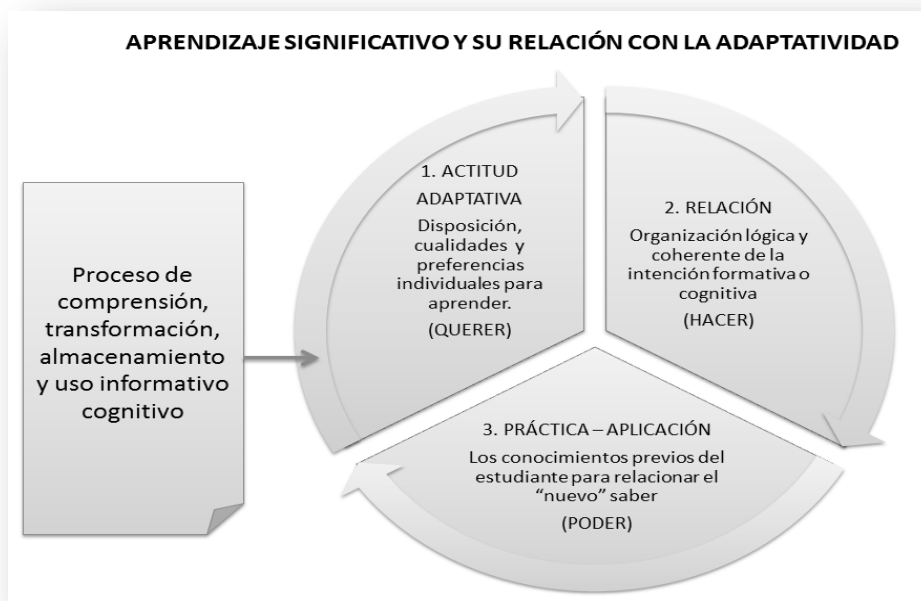 APRENDIZAJE SIGNIFICATIVO Y SU RELACIÓN CON LA ADAPTATIVIDAD
Proceso de
comprensión,
transformación,
almacenamiento
y uso informativo
cognitivo
1. ACTITUD
ADAPTATIVA
Disposición,
cualidades y
preferencias
individuales para
aprender.
(QUERER)
2. RELACIÓN
Organización lógica y
coherente de la
intención formativa o
cognitiva
(HACER)
3. PRÁCTICA – APLICACIÓN
Los conocimientos previos del
estudiante para relacionar el
“nuevo” saber
(PODER)